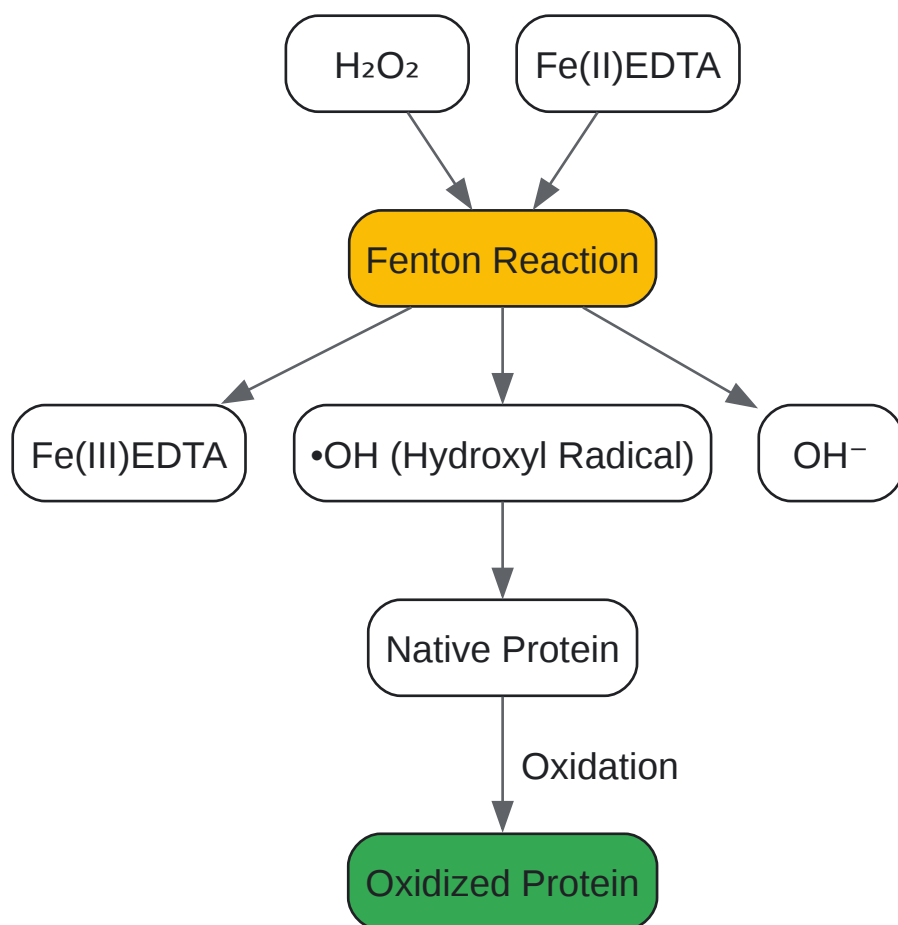 H₂O₂
Fe(II)EDTA
Fenton Reaction
Fe(III)EDTA
•OH (Hydroxyl Radical)
OH⁻
Native Protein
Oxidation
Oxidized Protein